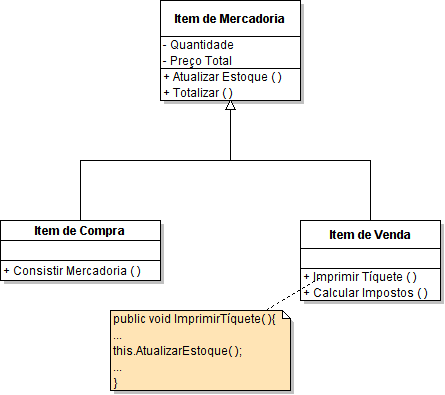 Item de Mercadoria
- Quantidade
- Preço Total
+ Atualizar Estoque ( )
+ Totalizar ( )
Item de Compra
+ Consistir Mercadoria ( )
Item de Venda
+ Imprimir Tíquete ( )
+ Calcular Impostos ( )
public void ImprimirTíquete( ){
...
this.AtualizarEstoque( );
...
}